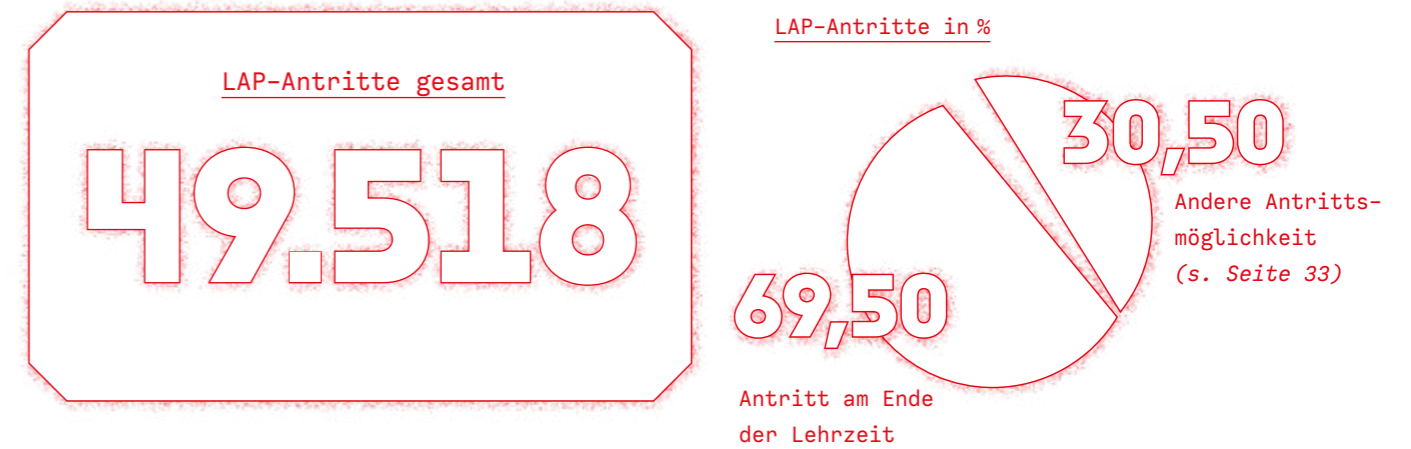 LAP-Antritte gesamt
49.518
LAP-Antritte in %
30,50
Andere Antritts-
möglichkeit
(s. Seite 33)
69,50
Antritt am Ende
der Lehrzeit